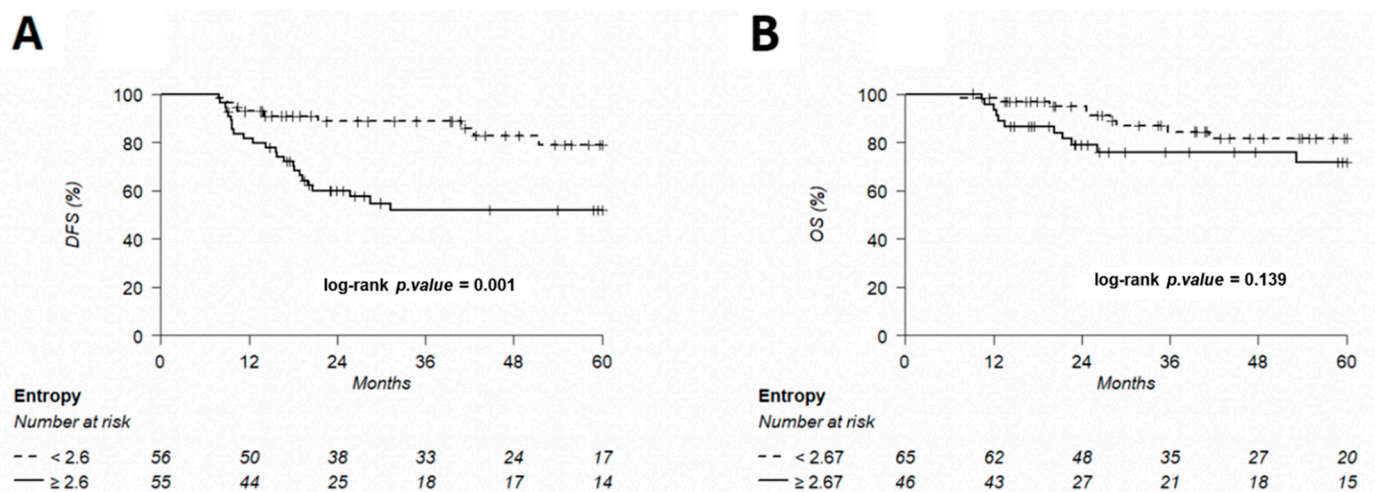 A
100
80
60
40
20
0
DFS (%)
log-rank p.value = 0.001
0 12 24 36 48 60
Months
Entropy
Number at risk
< 2.6 56 50 38 33 24 17
≥ 2.6 55 44 25 18 17 14
B
100
80
60
40
20
0
OS (%)
log-rank p.value = 0.139
0 12 24 36 48 60
Months
Entropy
Number at risk
< 2.67 65 62 48 35 27 20
≥ 2.67 46 43 27 21 18 15